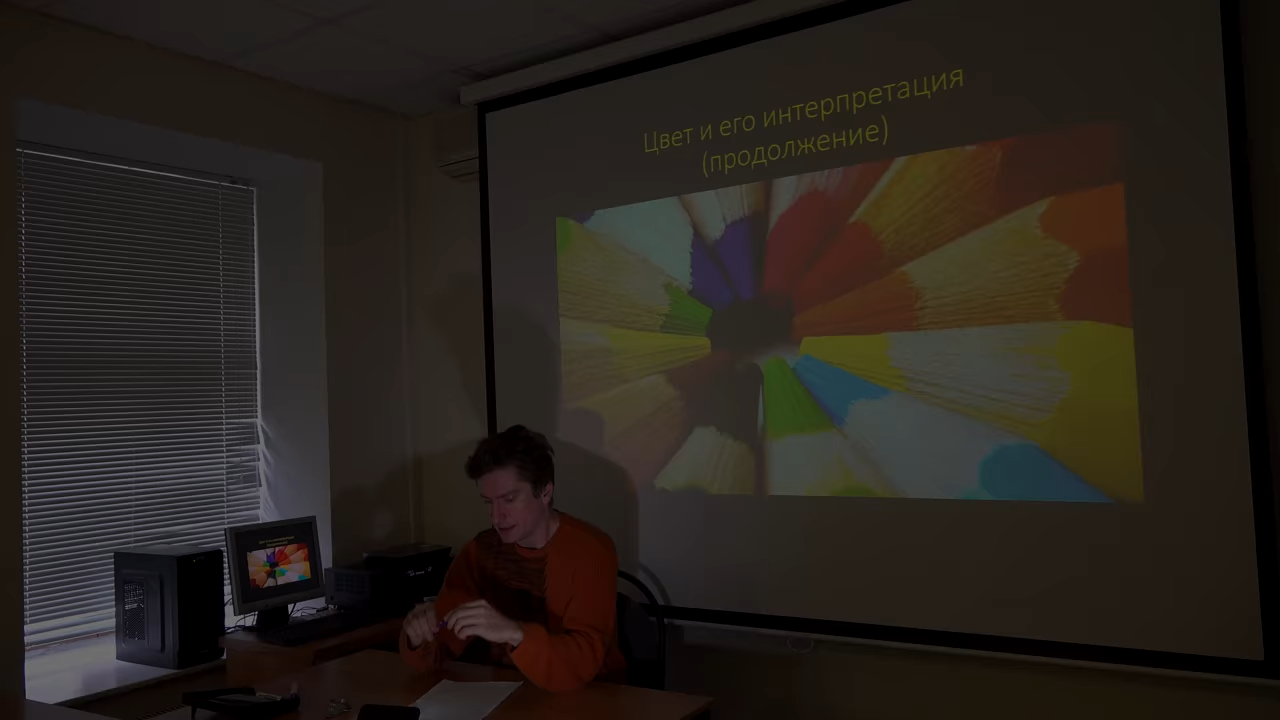 Цвет и его интерпретация
(продолжение)